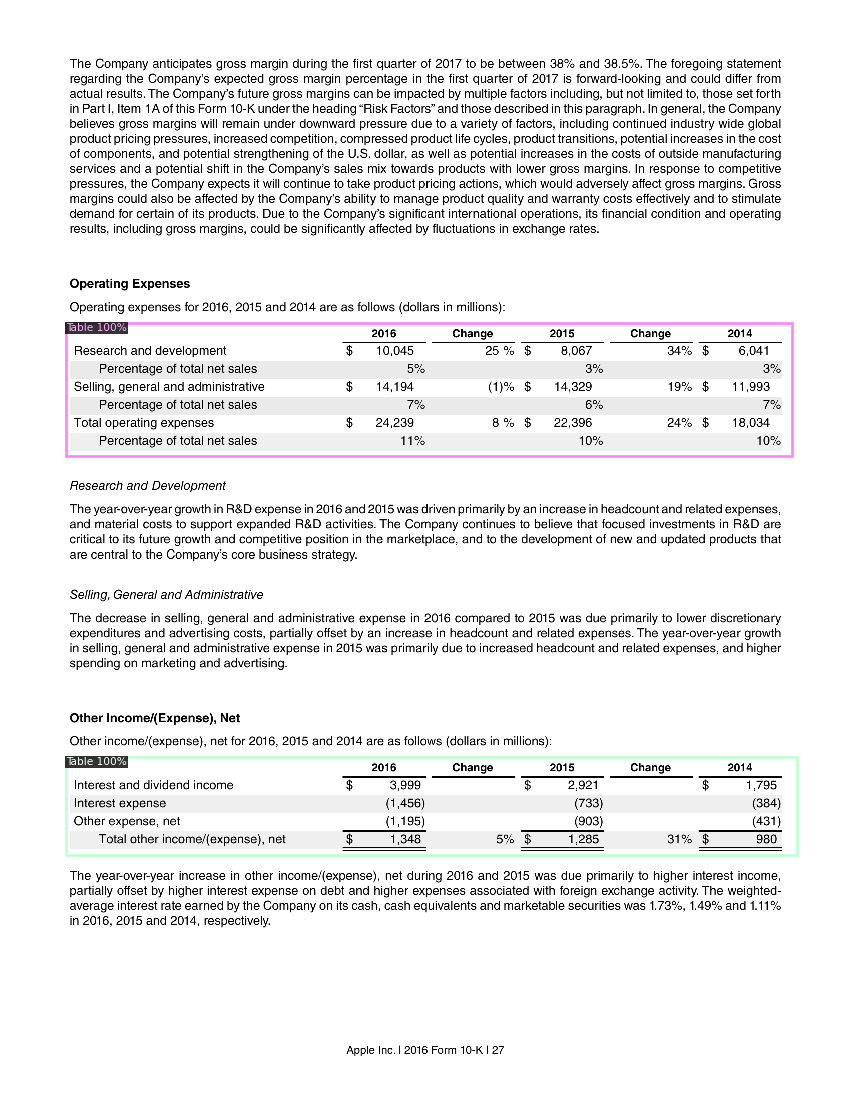 The Company anticipates gross margin during the first quarter of 2017 to be between 38% and 38.5%. The foregoing statement
regarding the Company's expected gross margin percentage in the first quarter of 2017 is forward-looking and could differ from
actual results. The Company's future gross margins can be impacted by multiple factors including, but not limited to, those set forth
in Part I, Item 1A of this Form 10-K under the heading “Risk Factors” and those described in this paragraph. In general, the Company
believes gross margins will remain under downward pressure due to a variety of factors, including continued industry wide global
product pricing pressures, increased competition, compressed product life cycles, product transitions, potential increases in the cost
of components, and potential strengthening of the U.S. dollar, as well as potential increases in the costs of outside manufacturing
services and a potential shift in the Company's sales mix towards products with lower gross margins. In response to competitive
pressures, the Company expects it will continue to take product pricing actions, which would adversely affect gross margins. Gross
margins could also be affected by the Company's ability to manage product quality and warranty costs effectively and to stimulate
demand for certain of its products. Due to the Company's significant international operations, its financial condition and operating
results, including gross margins, could be significantly affected by fluctuations in exchange rates.
Operating Expenses
Operating expenses for 2016, 2015 and 2014 are as follows (dollars in millions):
Table 100%
2016 Change 2015 Change 2014
Research and development $ 10,045 25 % $ 8,067 34% $ 6,041
Percentage of total net sales 5% 3% 3%
Selling, general and administrative $ 14,194 (1)% $ 14,329 19% $ 11,993
Percentage of total net sales 7% 6% 7%
Total operating expenses $ 24,239 8 % $ 22,396 24% $ 18,034
Percentage of total net sales 11% 10% 10%
Research and Development
The year-over-year growth in R&D expense in 2016 and 2015 was driven primarily by an increase in headcount and related expenses,
and material costs to support expanded R&D activities. The Company continues to believe that focused investments in R&D are
critical to its future growth and competitive position in the marketplace, and to the development of new and updated products that
are central to the Company's core business strategy.
Selling, General and Administrative
The decrease in selling, general and administrative expense in 2016 compared to 2015 was due primarily to lower discretionary
expenditures and advertising costs, partially offset by an increase in headcount and related expenses. The year-over-year growth
in selling, general and administrative expense in 2015 was primarily due to increased headcount and related expenses, and higher
spending on marketing and advertising.
Other Income/(Expense), Net
Other income/(expense), net for 2016, 2015 and 2014 are as follows (dollars in millions):
Table 100%
2016 Change 2015 Change 2014
Interest and dividend income $ 3,999 $ 2,921 $ 1,795
Interest expense (1,456) (733) (384)
Other expense, net (1,195) (903) (431)
Total other income/(expense), net $ 1,348 5% $ 1,285 31% $ 980
The year-over-year increase in other income/(expense), net during 2016 and 2015 was due primarily to higher interest income,
partially offset by higher interest expense on debt and higher expenses associated with foreign exchange activity. The weighted-
average interest rate earned by the Company on its cash, cash equivalents and marketable securities was 1.73%, 1.49% and 1.11%
in 2016, 2015 and 2014, respectively.
Apple Inc. | 2016 Form 10-K | 27